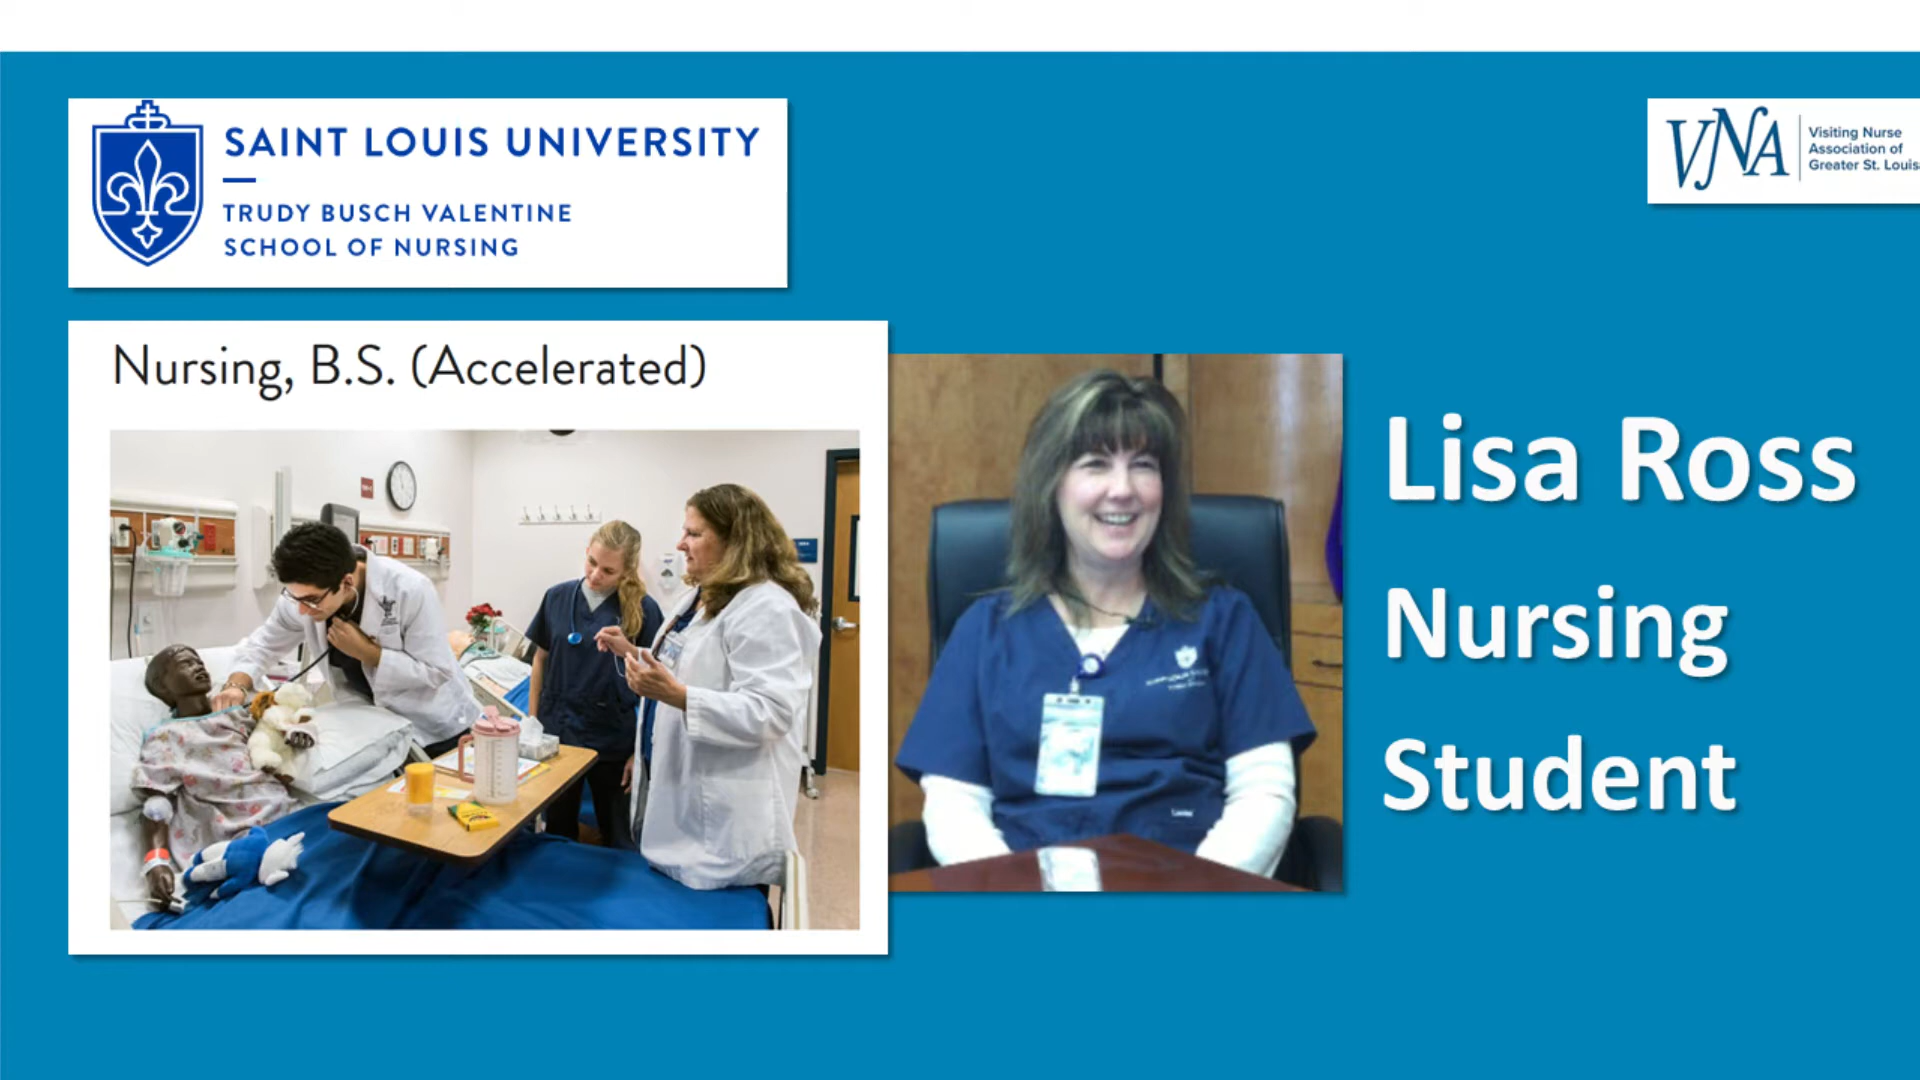 SAINT LOUIS UNIVERSITY
TRUDY BUSCH VALENTINE
SCHOOL OF NURSING
VNA
Visiting Nurse
Association of
Greater St. Louis
Nursing, B.S. (Accelerated)
Lisa Ross
Nursing
Student